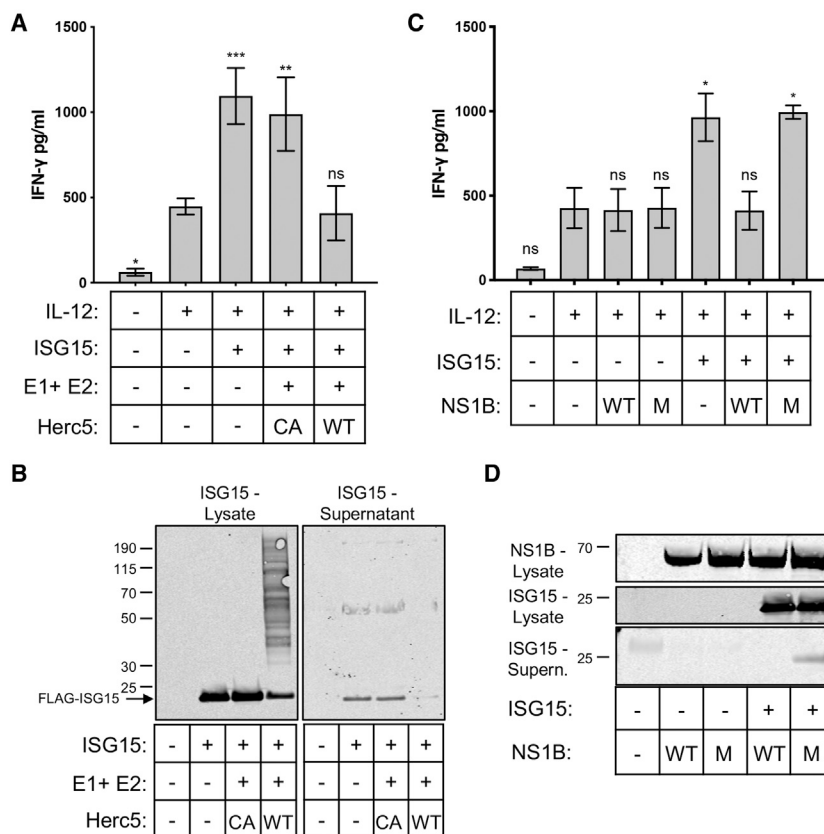 A
1500
1000
500
0
IFN-γ pg/ml
*
***
**
ns
IL-12: - + + + +
ISG15: - - + + +
E1+ E2: - - - + +
Herc5: - - - CA WT
C
1500
1000
500
0
IFN-γ pg/ml
ns
ns
ns
*
ns
*
IL-12: - + + + + + +
ISG15: - - - - + + +
NS1B: - - WT M - WT M
B
ISG15 - Lysate
ISG15 - Supernatant
190
115
70
50
30
25
FLAG-ISG15
ISG15: - + + + - + + +
E1+ E2: - - + + - - + +
Herc5: - - CA WT - - CA WT
D
NS1B - Lysate
70
ISG15 - Lysate
25
ISG15 - Supern.
25
ISG15: - - - + +
NS1B: - WT M WT M